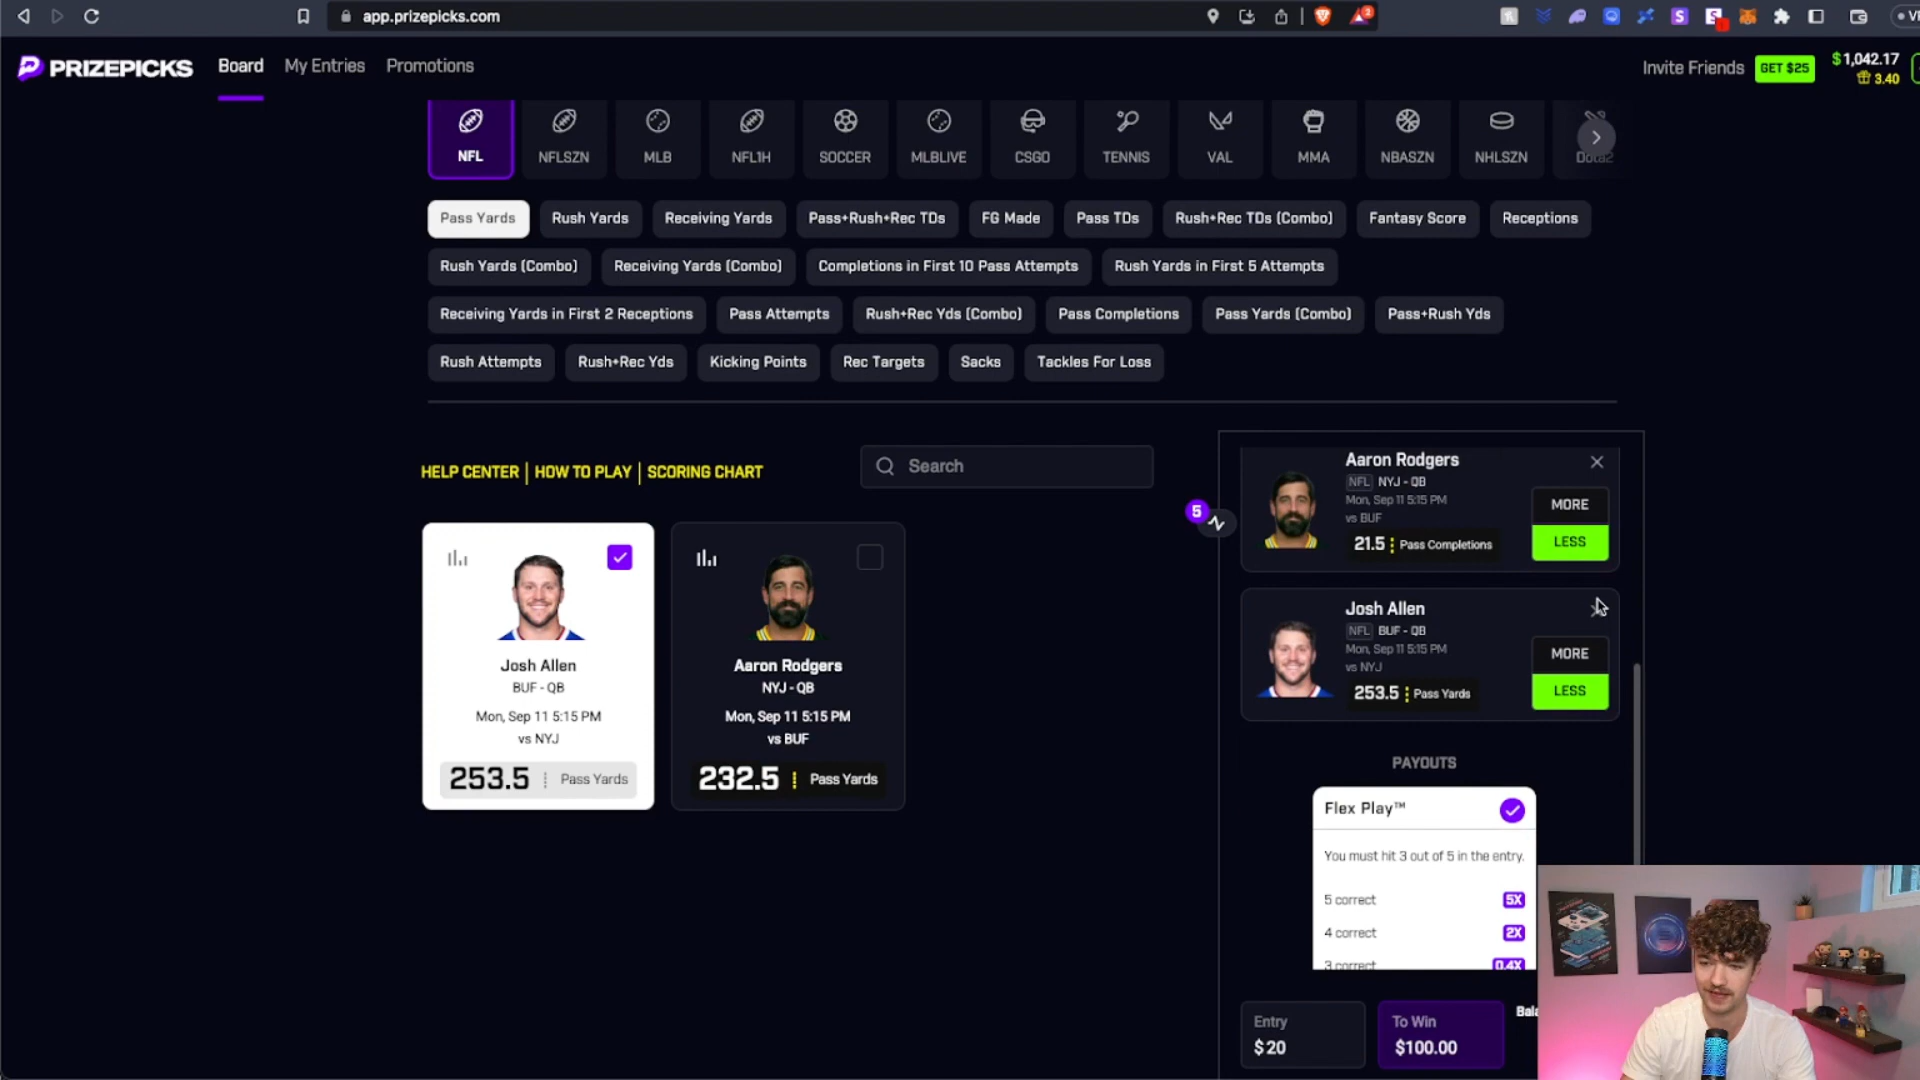 app.prizepicks.com
2
PRIZEPICKS
Board
My Entries
Promotions
Invite Friends
GET $25
$1,042.17
3.40
NFL
NFLSZN
MLB
NFL1H
SOCCER
MLBLIVE
CSGO
TENNIS
VAL
MMA
NBASZN
NHLSZN
Dota2
Pass Yards
Rush Yards
Receiving Yards
Pass+Rush+Rec TDs
FG Made
Pass TDs
Rush+Rec TDs (Combo)
Fantasy Score
Receptions
Rush Yards (Combo)
Receiving Yards (Combo)
Completions in First 10 Pass Attempts
Rush Yards in First 5 Attempts
Receiving Yards in First 2 Receptions
Pass Attempts
Rush+Rec Yds (Combo)
Pass Completions
Pass Yards (Combo)
Pass+Rush Yds
Rush Attempts
Rush+Rec Yds
Kicking Points
Rec Targets
Sacks
Tackles For Loss
HELP CENTER | HOW TO PLAY | SCORING CHART
Search
Josh Allen
BUF - QB
Mon, Sep 11 5:15 PM
vs NYJ
253.5 Pass Yards
Aaron Rodgers
NYJ - QB
Mon, Sep 11 5:15 PM
vs BUF
232.5 Pass Yards
5
Aaron Rodgers
NFL NYJ - QB
Mon, Sep 11 5:15 PM
vs BUF
21.5 Pass Completions
MORE
LESS
Josh Allen
NFL BUF - QB
Mon, Sep 11 5:15 PM
vs NYJ
253.5 Pass Yards
MORE
LESS
PAYOUTS
Flex Play™
You must hit 3 out of 5 in the entry.
5 correct 5X
4 correct 2X
3 correct 0.4X
Entry
$20
To Win
$100.00